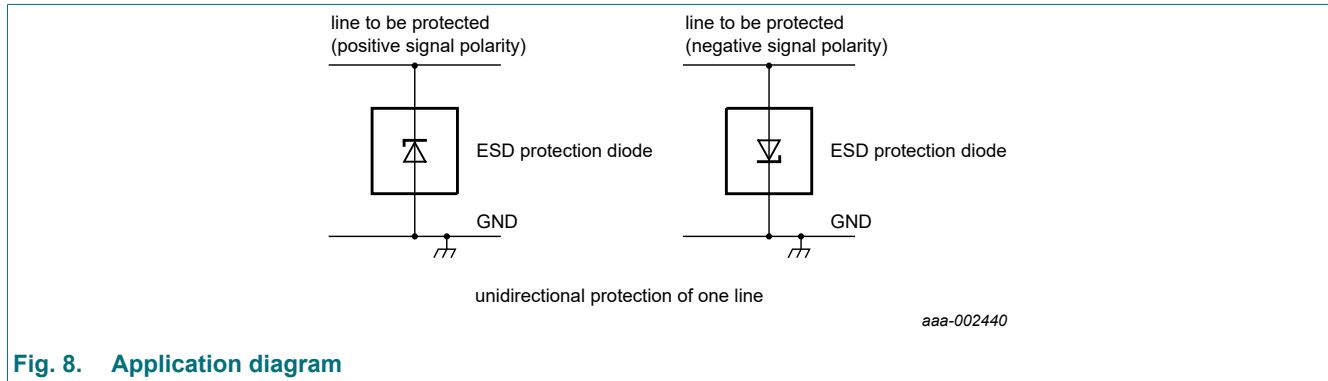 line to be protected
(positive signal polarity)
ESD protection diode
GND
line to be protected
(negative signal polarity)
ESD protection diode
GND
unidirectional protection of one line
aaa-002440
Fig. 8. Application diagram